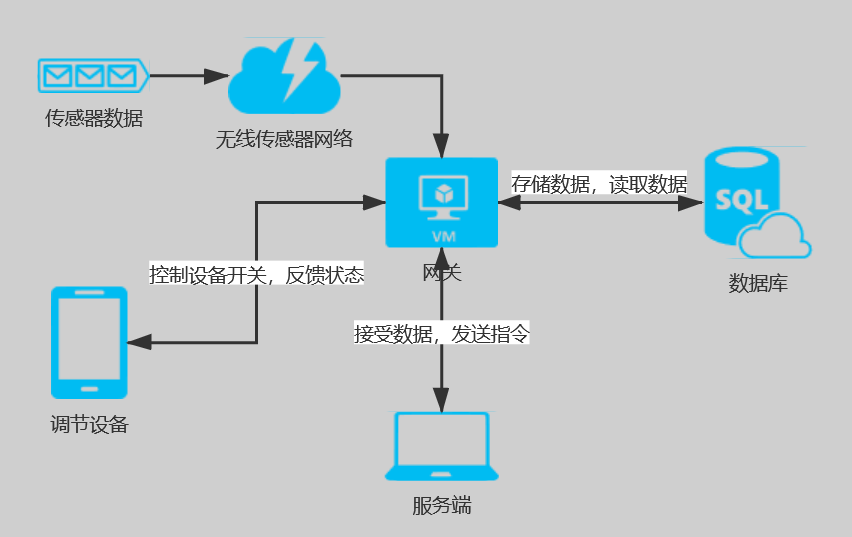 传感器数据
无线传感器网络
存储数据，读取数据
SQL
VM
网关
控制设备开关，反馈状态
数据库
接受数据，发送指令
调节设备
服务端